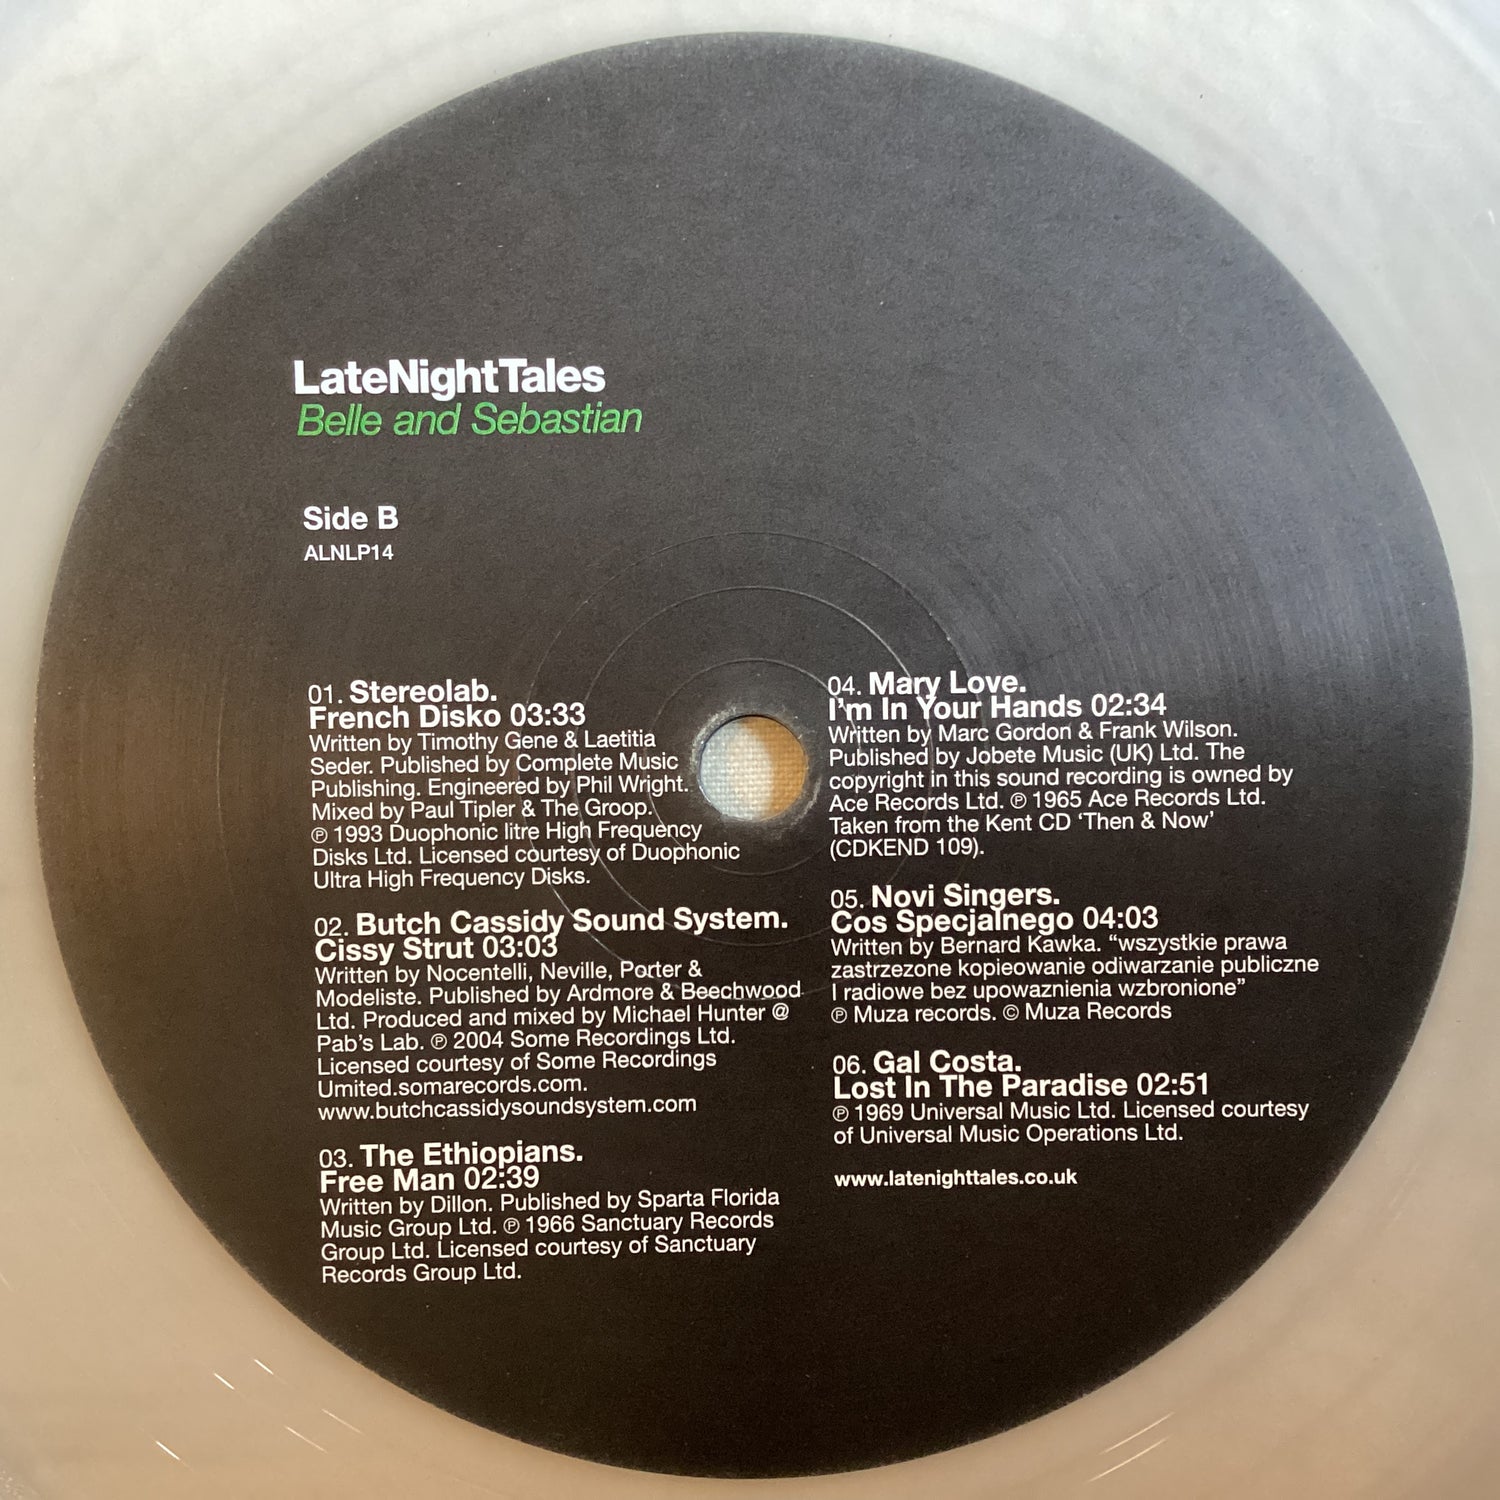 LateNightTales
Belle and Sebastian
Side B
ALNLP14
01. Stereolab.
French Disko 03:33
Written by Timothy Gene & Laetitia
Seder. Published by Complete Music
Publishing. Engineered by Phil Wright.
Mixed by Paul Tipler & The Groop.
℗ 1993 Duophonic litre High Frequency
Disks Ltd. Licensed courtesy of Duophonic
Ultra High Frequency Disks.
02. Butch Cassidy Sound System.
Cissy Strut 03:03
Written by Nocentelli, Neville, Porter &
Modeliste. Published by Ardmore & Beechwood
Ltd. Produced and mixed by Michael Hunter @
Pab's Lab. ℗ 2004 Some Recordings Ltd.
Licensed courtesy of Some Recordings
Umited.somarecords.com.
www.butchcassidysoundsystem.com
03. The Ethiopians.
Free Man 02:39
Written by Dillon. Published by Sparta Florida
Music Group Ltd. ℗ 1966 Sanctuary Records
Group Ltd. Licensed courtesy of Sanctuary
Records Group Ltd.
04. Mary Love.
I'm In Your Hands 02:34
Written by Marc Gordon & Frank Wilson.
Published by Jobete Music (UK) Ltd. The
copyright in this sound recording is owned by
Ace Records Ltd. ℗ 1965 Ace Records Ltd.
Taken from the Kent CD 'Then & Now'
(CDKEND 109).
05. Novi Singers.
Cos Specjalnego 04:03
Written by Bernard Kawka. "wszystkie prawa
zastrzezone kopieowanie odiwarzanie publiczne
I radiowe bez upowaznienia wzbronione"
℗ Muza records. © Muza Records
06. Gal Costa.
Lost In The Paradise 02:51
℗ 1969 Universal Music Ltd. Licensed courtesy
of Universal Music Operations Ltd.
www.latenighttales.co.uk